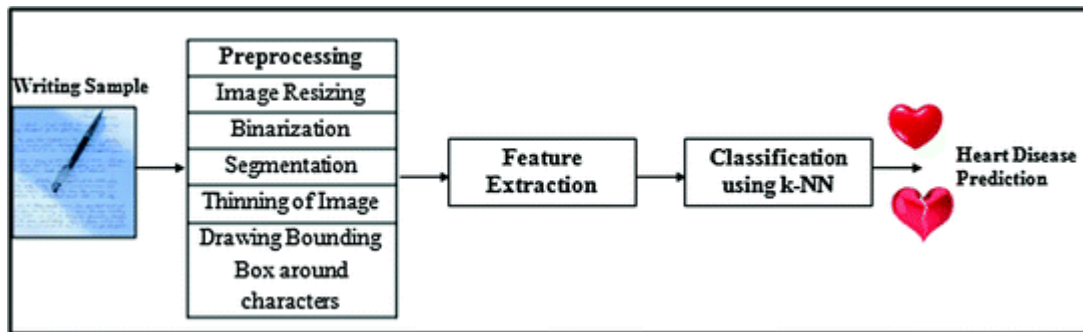 Writing Sample
Preprocessing
Image Resizing
Binarization
Segmentation
Thinning of Image
Drawing Bounding
Box around
characters
Feature
Extraction
Classification
using k-NN
Heart Disease
Prediction